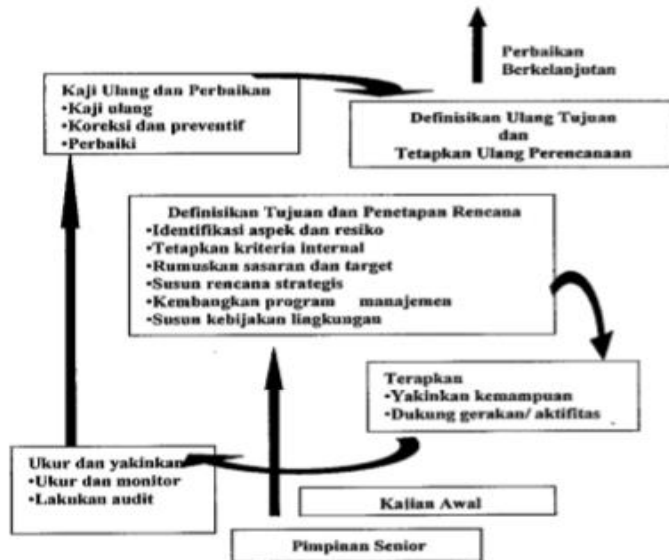 Perbaikan
Berkelanjutan
Kaji Ulang dan Perbaikan
•Kaji ulang
•Koreksi dan preventif
•Perbaiki
Definisikan Ulang Tujuan
dan
Tetapkan Ulang Perencanaan
Definisikan Tujuan dan Penetapan Rencana
•Identifikasi aspek dan resiko
•Tetapkan kriteria internal
•Rumuskan sasaran dan target
•Susun rencana strategis
•Kembangkan program manajemen
•Susun kebijakan lingkungan
Terapkan
•Yakinkan kemampuan
•Dukung gerakan/ aktifitas
Ukur dan yakinkan
•Ukur dan monitor
•Lakukan audit
Kajian Awal
Pimpinan Senior